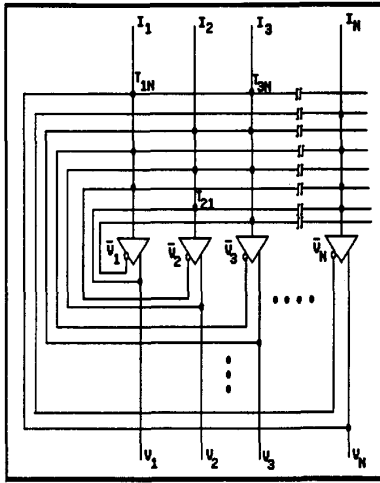 I1 I2 I3 IN
T1N T3N
T21
V̄1 V̄2 V̄3 V̄N
V1 V2 V3 VN